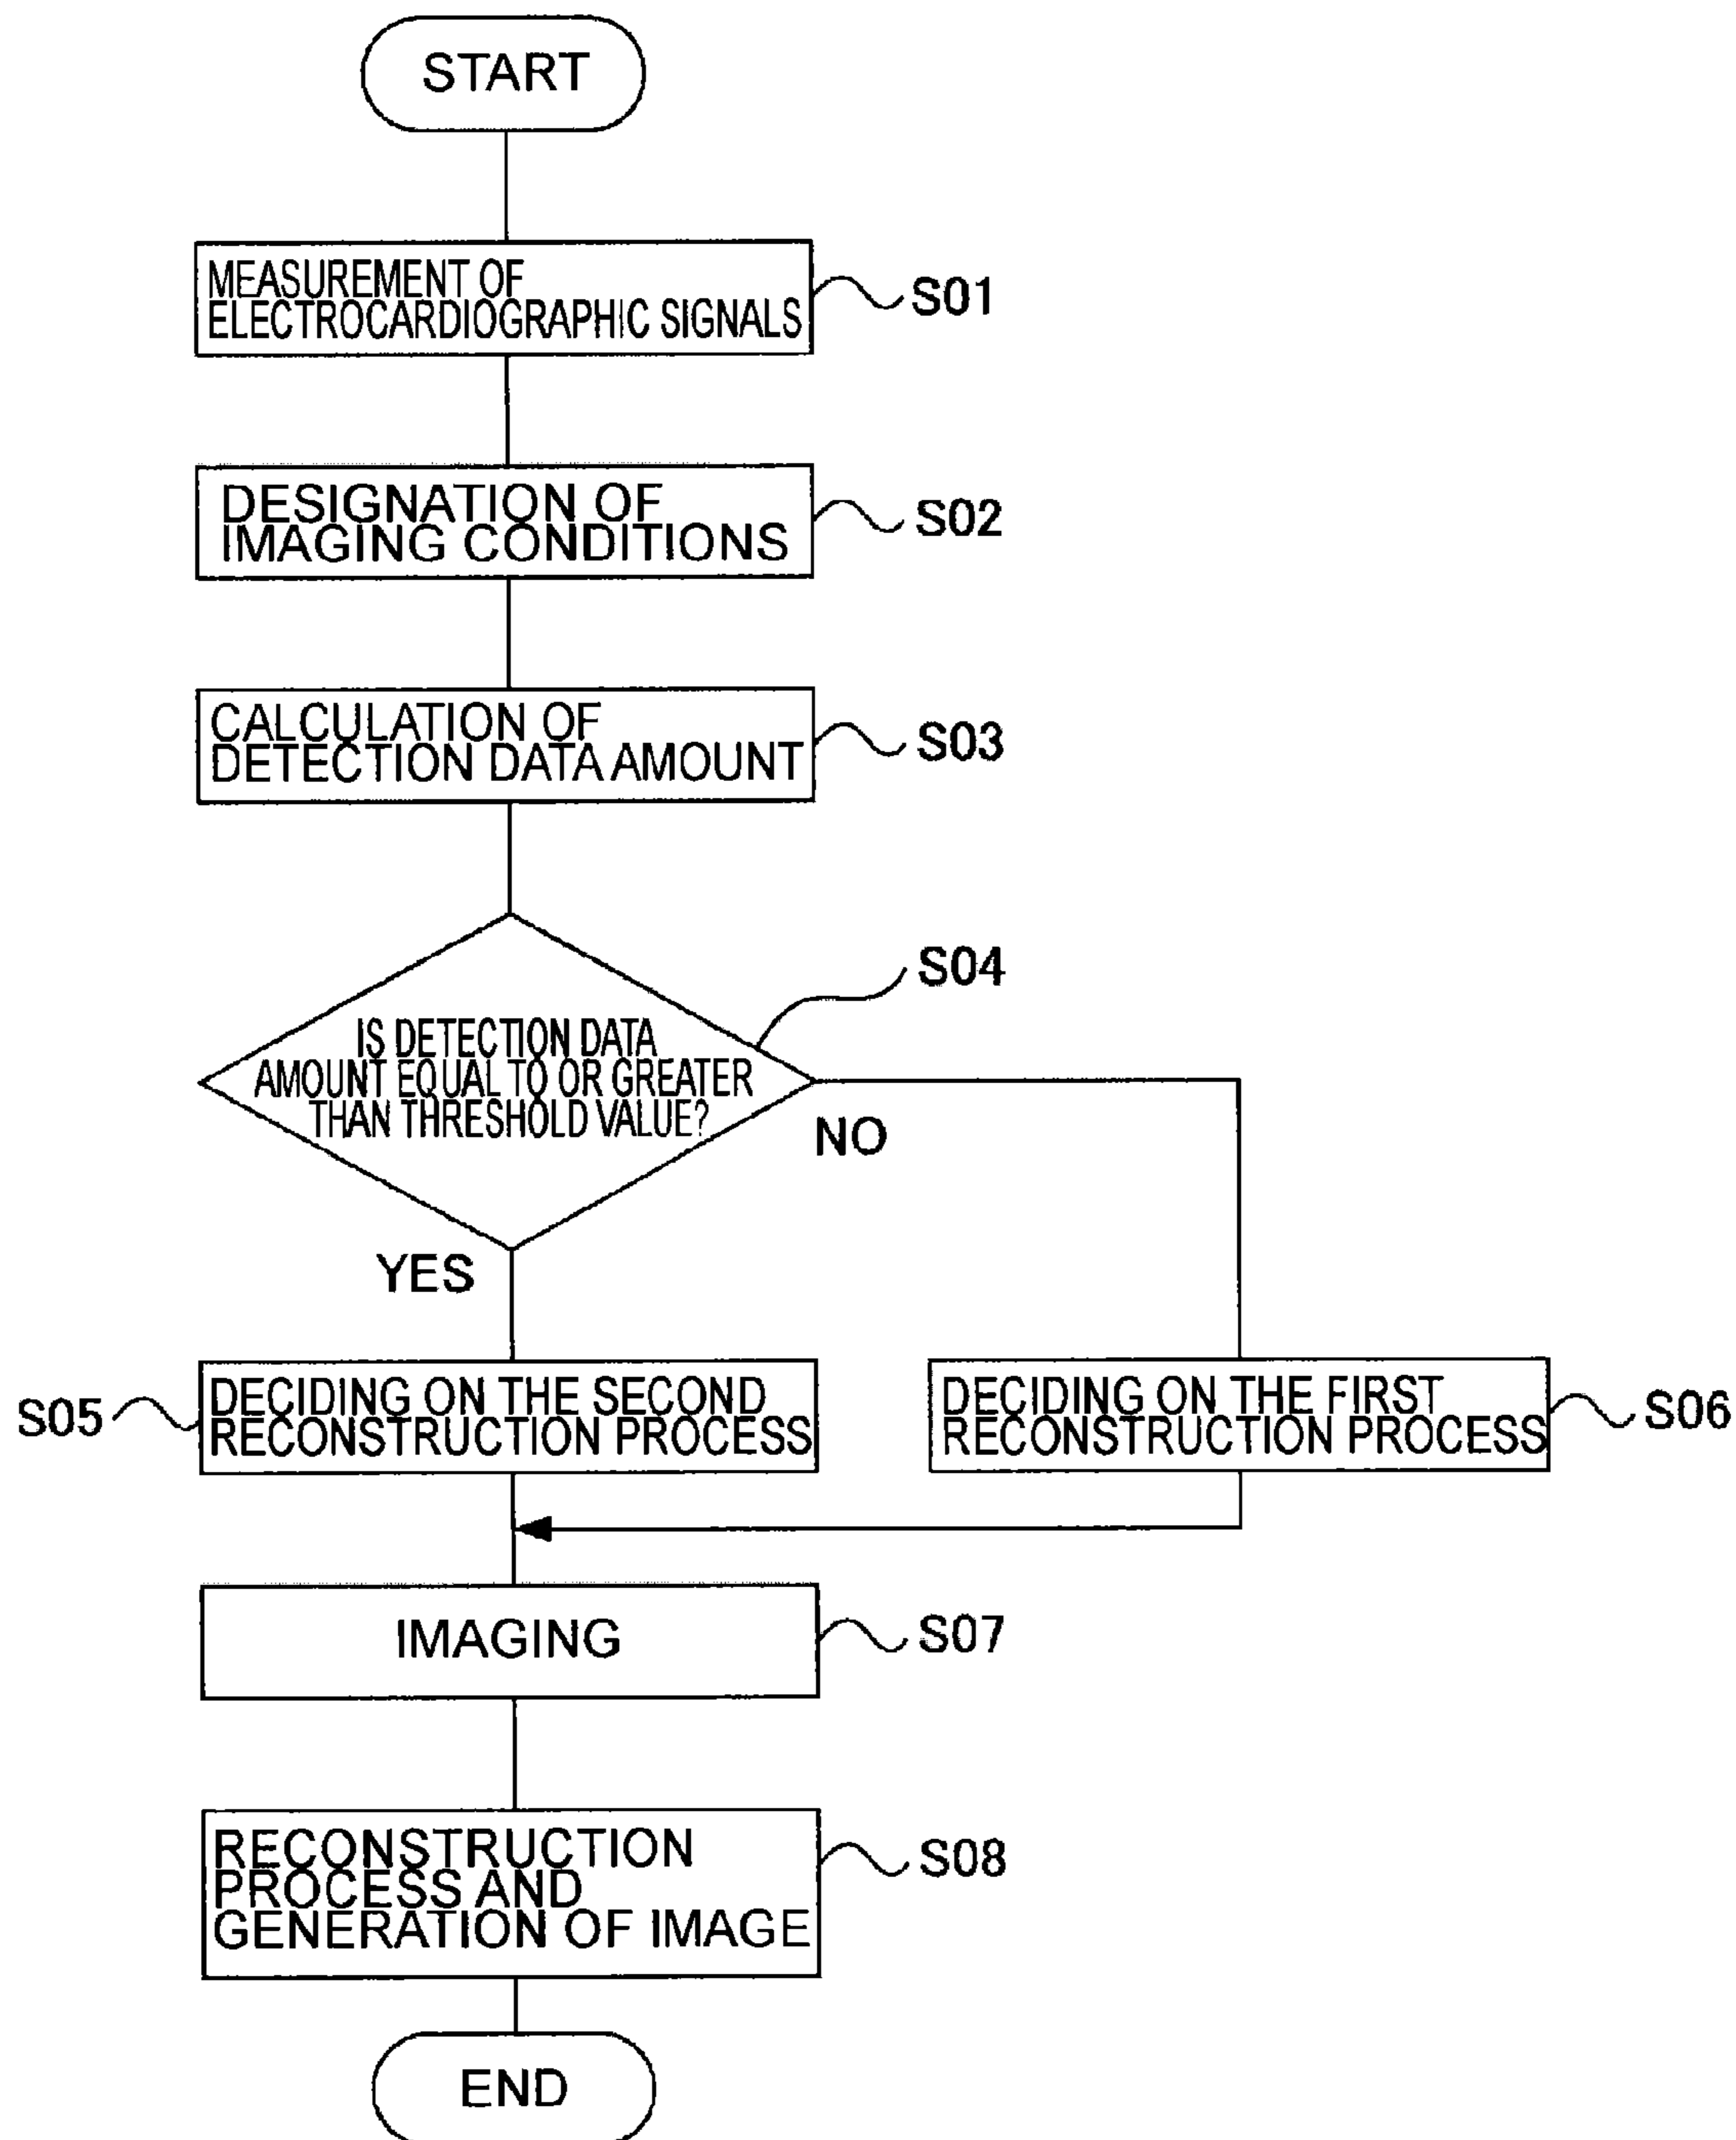 START
MEASUREMENT OF
ELECTROCARDIOGRAPHIC SIGNALS
S01
DESIGNATION OF
IMAGING CONDITIONS
S02
CALCULATION OF
DETECTION DATA AMOUNT
S03
S04
IS DETECTION DATA
AMOUNT EQUAL TO OR GREATER
THAN THRESHOLD VALUE?
NO
YES
S05
DECIDING ON THE SECOND
RECONSTRUCTION PROCESS
DECIDING ON THE FIRST
RECONSTRUCTION PROCESS
S06
IMAGING
S07
RECONSTRUCTION
PROCESS AND
GENERATION OF IMAGE
S08
END